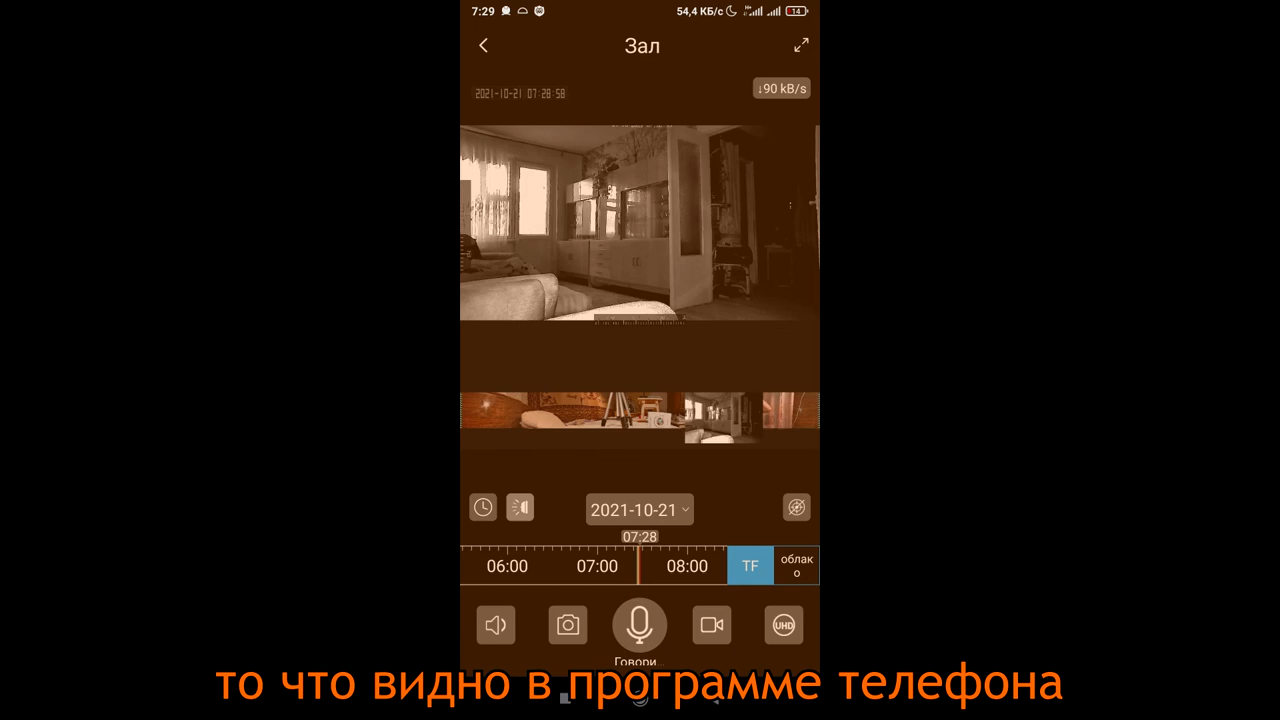 7:29 54,4 КБ/с 14
Зал
2021-10-21 07:28:58
↓90 kB/s
2021-10-21
07:28
06:00 07:00 08:00 TF облак
о
UHD
Говори...
то что видно в программе телефона